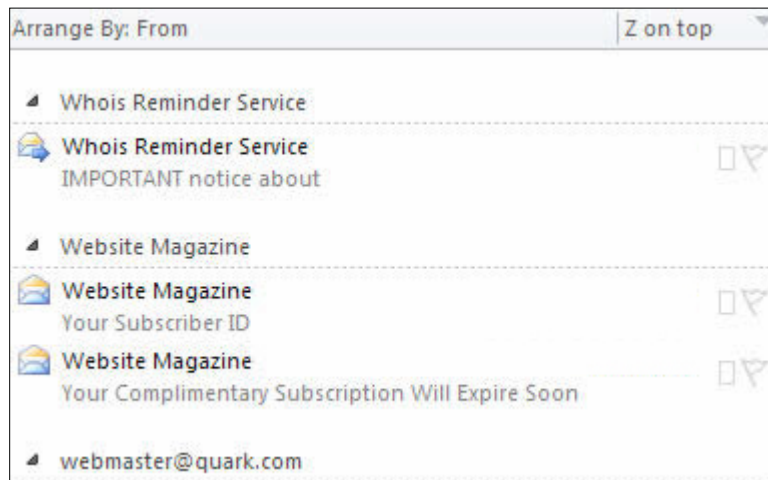 Arrange By: From Z on top
Whois Reminder Service
Whois Reminder Service
IMPORTANT notice about
Website Magazine
Website Magazine
Your Subscriber ID
Website Magazine
Your Complimentary Subscription Will Expire Soon
webmaster@quark.com